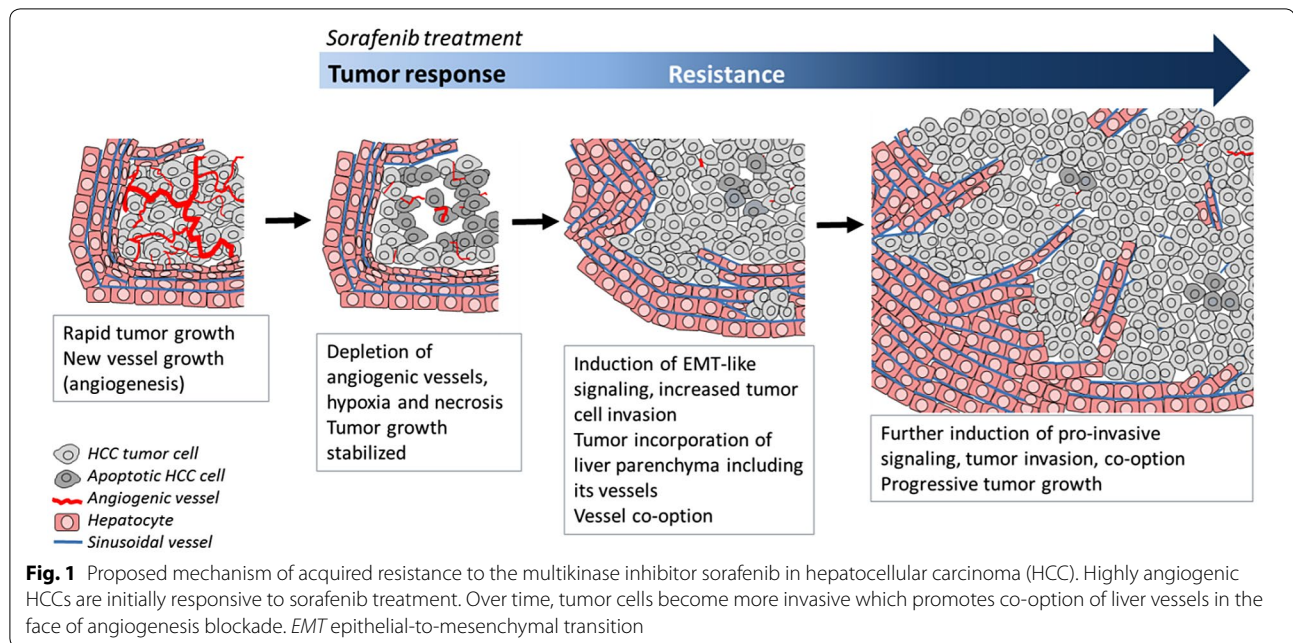 Sorafenib treatment
Tumor response
Resistance
Rapid tumor growth
New vessel growth
(angiogenesis)
Depletion of
angiogenic vessels,
hypoxia and necrosis
Tumor growth
stabilized
Induction of EMT-like
signaling, increased tumor
cell invasion
Tumor incorporation of
liver parenchyma including
its vessels
Vessel co-option
Further induction of pro-invasive
signaling, tumor invasion, co-option
Progressive tumor growth
HCC tumor cell
Apoptotic HCC cell
Angiogenic vessel
Hepatocyte
Sinusoidal vessel
Fig. 1 Proposed mechanism of acquired resistance to the multikinase inhibitor sorafenib in hepatocellular carcinoma (HCC). Highly angiogenic
HCCs are initially responsive to sorafenib treatment. Over time, tumor cells become more invasive which promotes co-option of liver vessels in the
face of angiogenesis blockade. EMT epithelial-to-mesenchymal transition